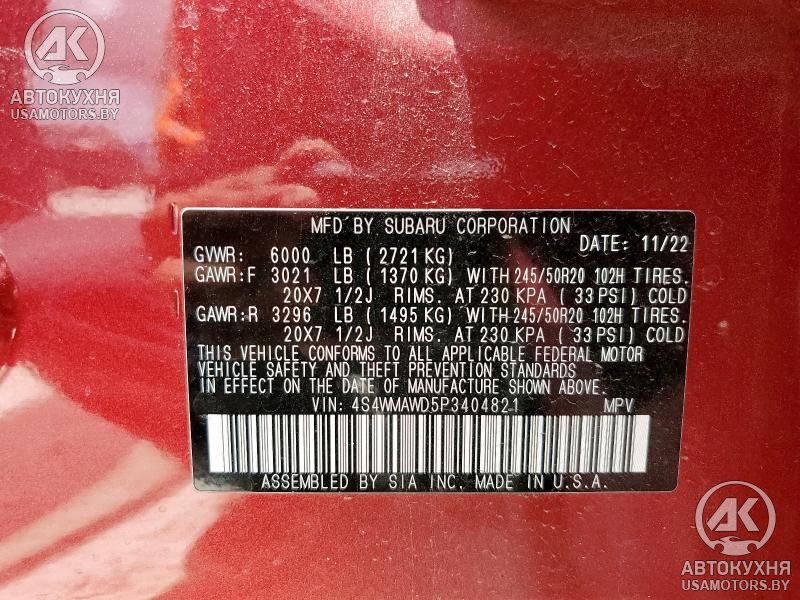 AK
АВТОКУХНЯ
USAMOTORS.BY
MFD BY SUBARU CORPORATION
DATE: 11/22
GVWR: 6000 LB (2721 KG)
GAWR:F 3021 LB (1370 KG) WITH 245/50R20 102H TIRES.
20X7 1/2J RIMS. AT 230 KPA (33 PSI) COLD
GAWR:R 3296 LB (1495 KG) WITH 245/50R20 102H TIRES.
20X7 1/2J RIMS. AT 230 KPA (33 PSI) COLD
THIS VEHICLE CONFORMS TO ALL APPLICABLE FEDERAL MOTOR
VEHICLE SAFETY AND THEFT PREVENTION STANDARDS
IN EFFECT ON THE DATE OF MANUFACTURE SHOWN ABOVE.
VIN: 4S4WMAWD5P3404821 MPV
ASSEMBLED BY SIA INC. MADE IN U.S.A.
AK
АВТОКУХНЯ
USAMOTORS.BY